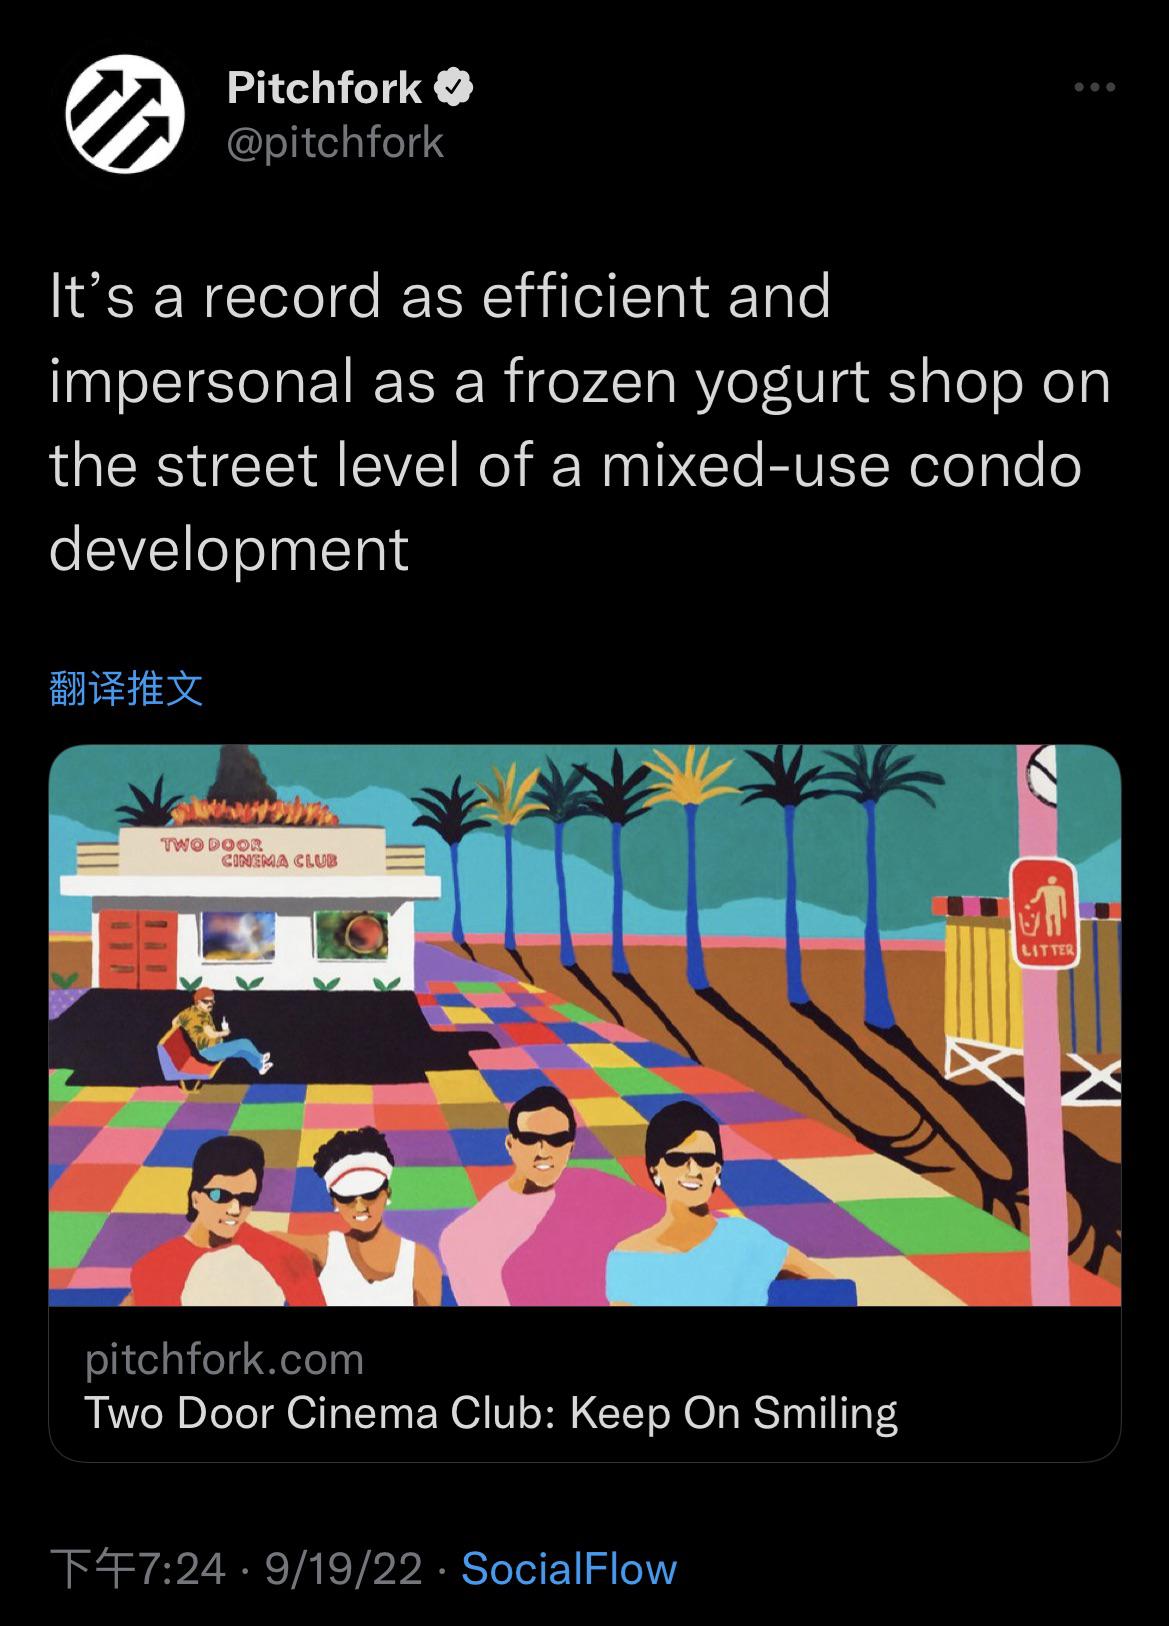 Pitchfork
@pitchfork
It’s a record as efficient and
impersonal as a frozen yogurt shop on
the street level of a mixed-use condo
development
翻译推文
TWO DOOR
CINEMA CLUB
LITTER
pitchfork.com
Two Door Cinema Club: Keep On Smiling
下午7:24 · 9/19/22 · SocialFlow